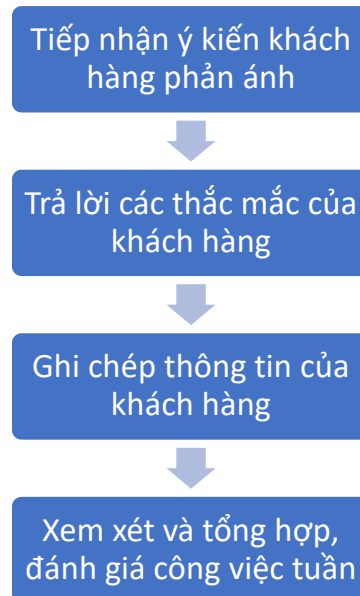 Tiếp nhận ý kiến khách
hàng phản ánh
Trả lời các thắc mắc của
khách hàng
Ghi chép thông tin của
khách hàng
Xem xét và tổng hợp,
đánh giá công việc tuần